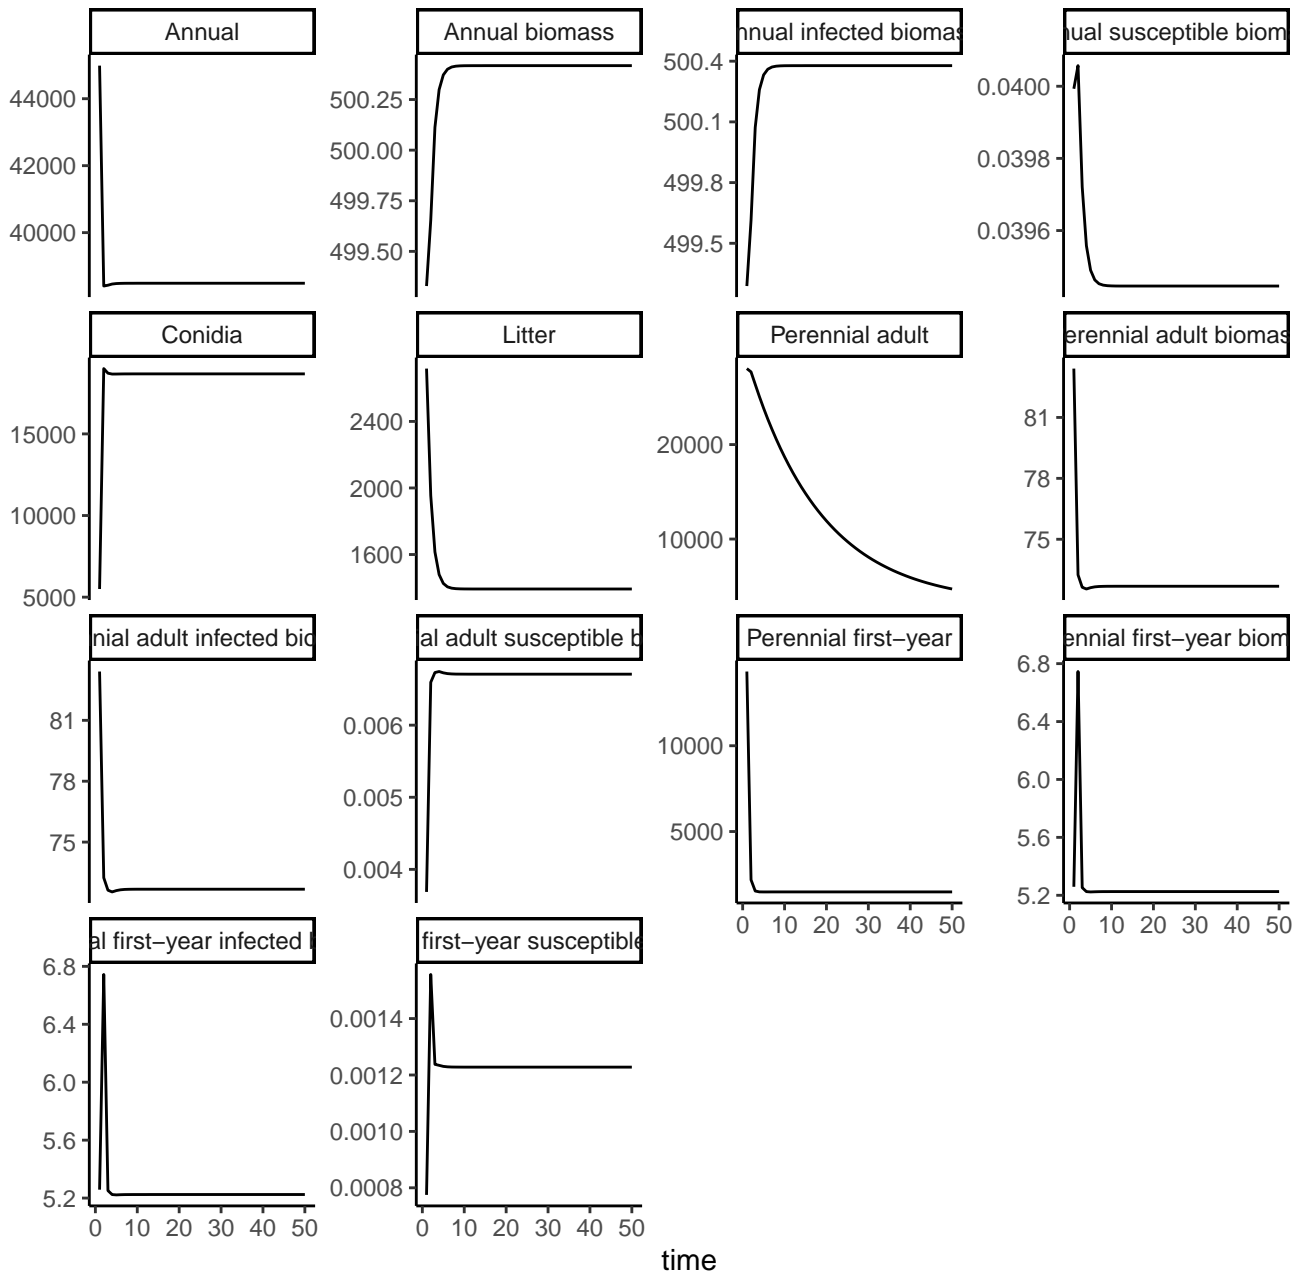 Annual
Annual biomass
nnual infected biomas
nual susceptible biom
44000
42000
40000
500.25
500.00
499.75
499.50
500.4
500.1
499.8
499.5
0.0400
0.0398
0.0396
Conidia
Litter
Perennial adult
erennial adult biomas
15000
10000
5000
2400
2000
1600
20000
10000
81
78
75
nial adult infected bio
al adult susceptible b
Perennial first−year
ennial first−year biom
81
78
75
0.006
0.005
0.004
10000
5000
6.8
6.4
6.0
5.6
5.2
0 10 20 30 40 50
0 10 20 30 40 50
al first−year infected b
first−year susceptible
6.8
6.4
6.0
5.6
5.2
0.0014
0.0012
0.0010
0.0008
0 10 20 30 40 50
0 10 20 30 40 50
time